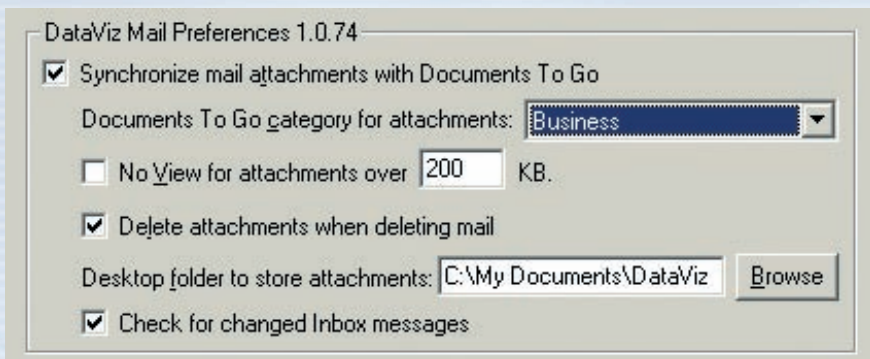 DataViz Mail Preferences 1.0.74
Synchronize mail attachments with Documents To Go
Documents To Go category for attachments: Business
No View for attachments over 200 KB.
Delete attachments when deleting mail
Desktop folder to store attachments: C:\My Documents\DataViz Browse
Check for changed Inbox messages